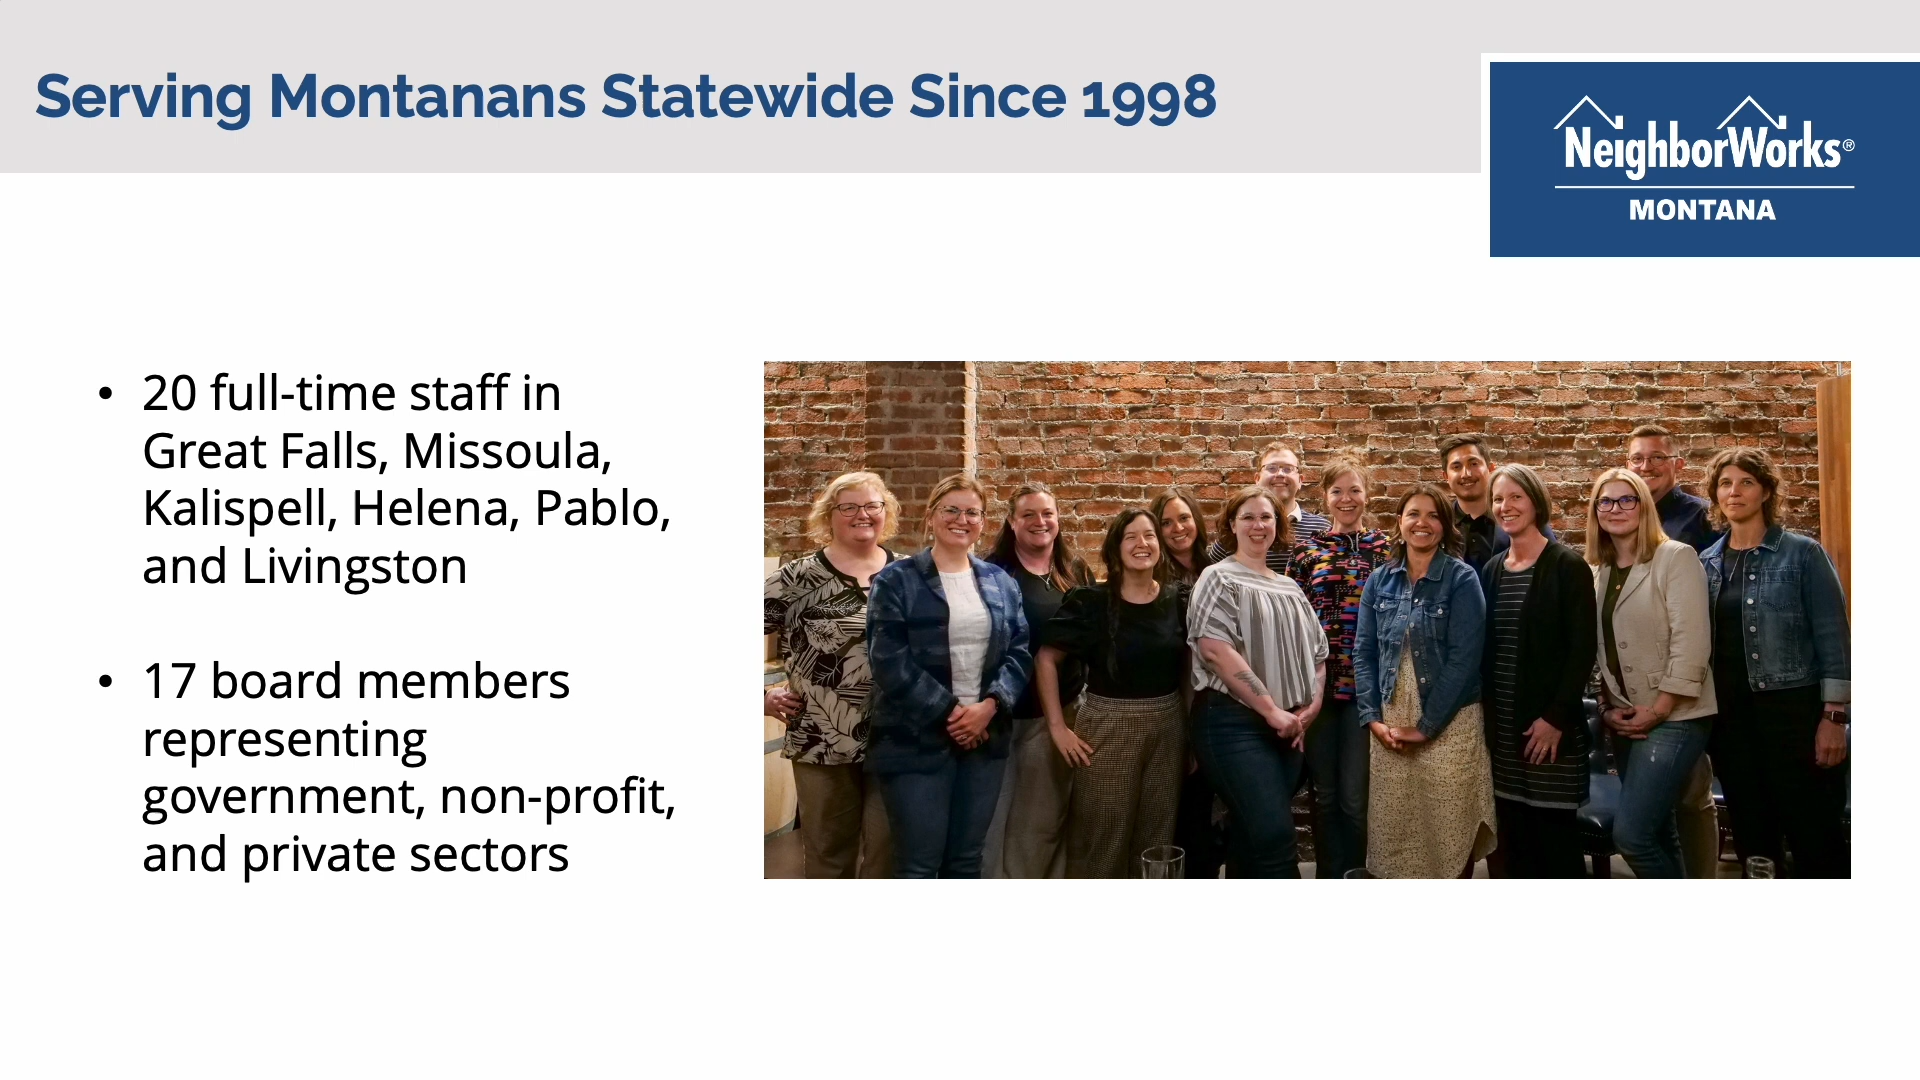 Serving Montanans Statewide Since 1998
NeighborWorks®
MONTANA
• 20 full-time staff in
Great Falls, Missoula,
Kalispell, Helena, Pablo,
and Livingston
• 17 board members
representing
government, non-profit,
and private sectors